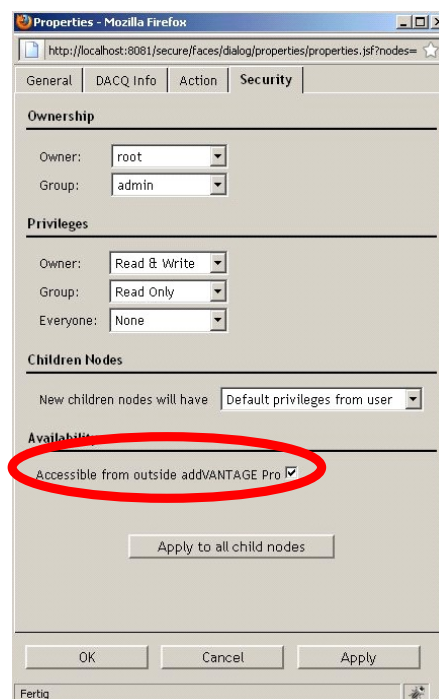 Properties - Mozilla Firefox
http://localhost:8081/secure/faces/dialog/properties/properties.jsf?nodes=
General DACQ Info Action Security
Ownership
Owner: root
Group: admin
Privileges
Owner: Read & Write
Group: Read Only
Everyone: None
Children Nodes
New children nodes will have Default privileges from user
Availability
Accessible from outside addVANTAGE Pro
Apply to all child nodes
OK Cancel Apply
Fertig